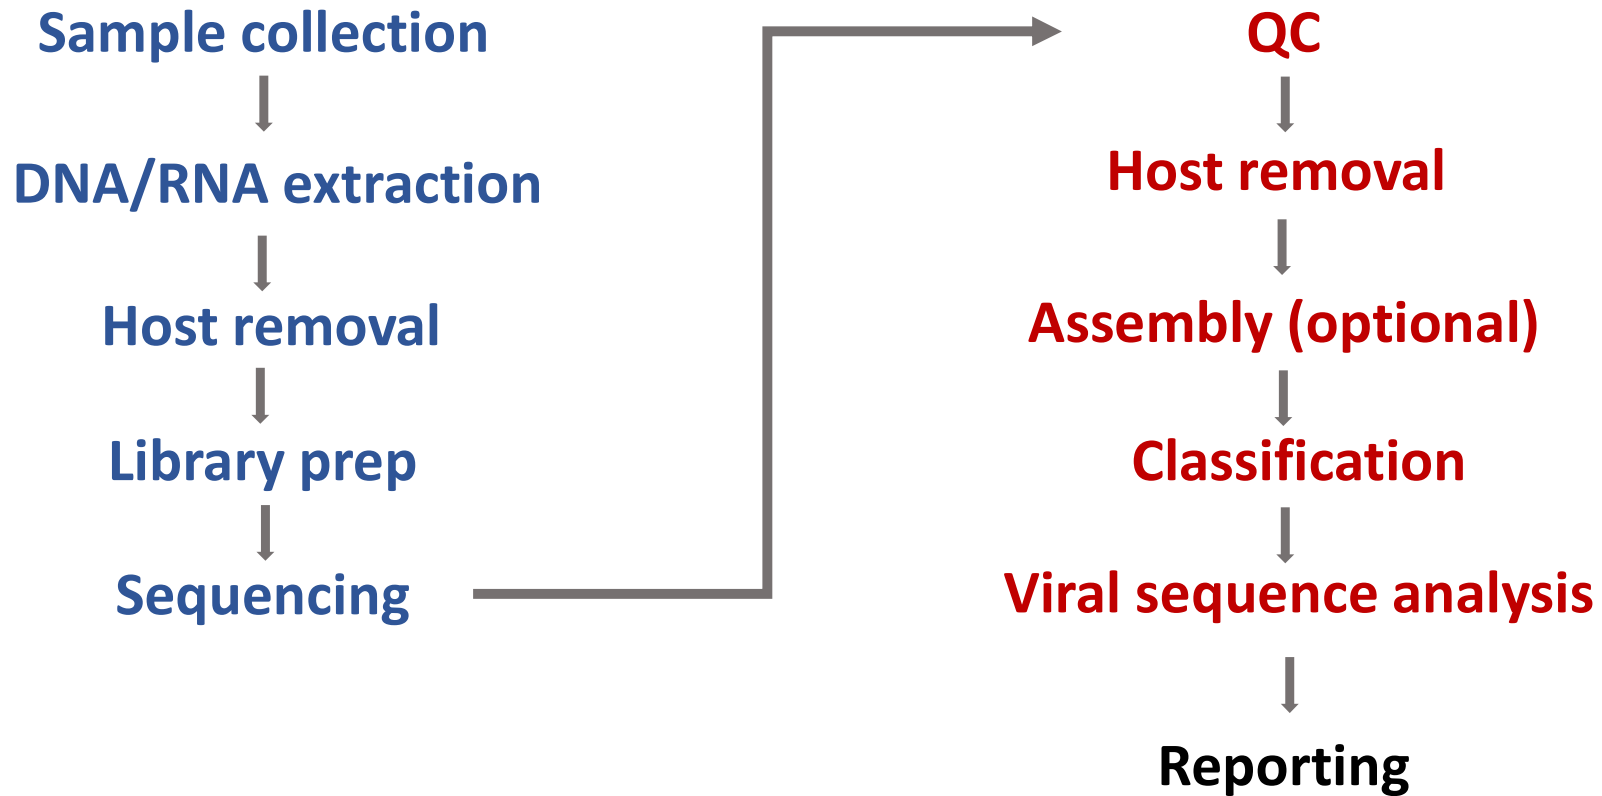 Sample collection
DNA/RNA extraction
Host removal
Library prep
Sequencing
QC
Host removal
Assembly (optional)
Classification
Viral sequence analysis
Reporting